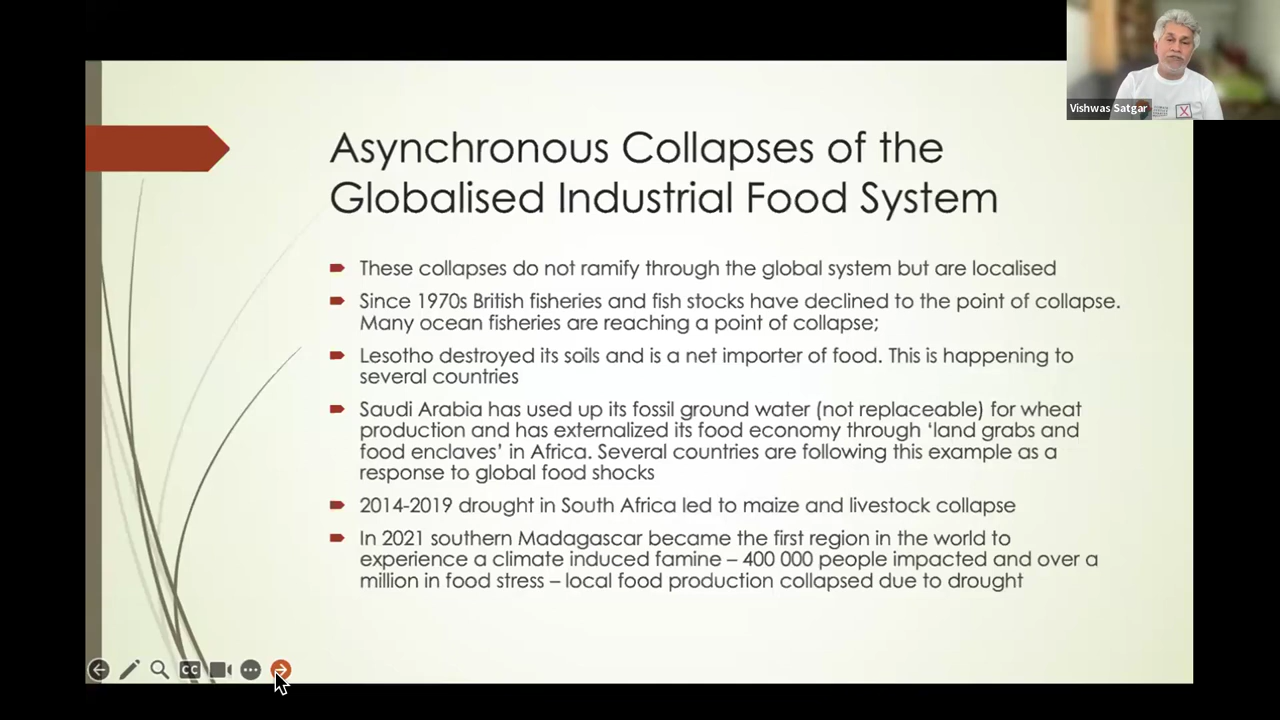 Vishwas Satgar
Asynchronous Collapses of the
Globalised Industrial Food System
These collapses do not ramify through the global system but are localised
Since 1970s British fisheries and fish stocks have declined to the point of collapse.
Many ocean fisheries are reaching a point of collapse;
Lesotho destroyed its soils and is a net importer of food. This is happening to
several countries
Saudi Arabia has used up its fossil ground water (not replaceable) for wheat
production and has externalized its food economy through ‘land grabs and
food enclaves’ in Africa. Several countries are following this example as a
response to global food shocks
2014-2019 drought in South Africa led to maize and livestock collapse
In 2021 southern Madagascar became the first region in the world to
experience a climate induced famine – 400 000 people impacted and over a
million in food stress – local food production collapsed due to drought
CC